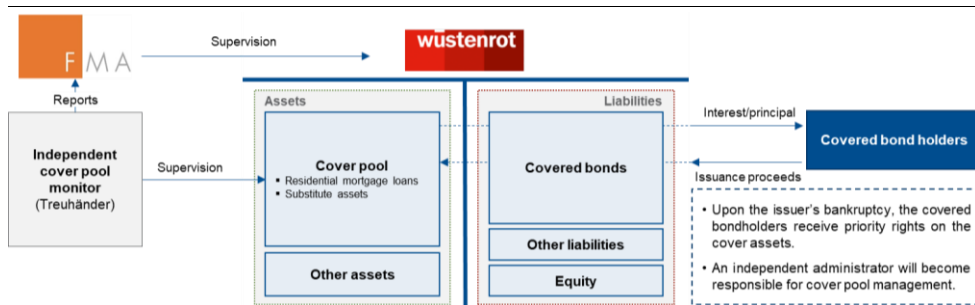 FMA
Supervision
wüstenrot
Reports
Independent
cover pool
monitor
(Treuhänder)
Supervision
Assets
Cover pool
▪ Residential mortgage loans
▪ Substitute assets
Other assets
Liabilities
Covered bonds
Other liabilities
Equity
Interest/principal
Covered bond holders
Issuance proceeds
• Upon the issuer's bankruptcy, the covered
bondholders receive priority rights on the
cover assets.
• An independent administrator will become
responsible for cover pool management.